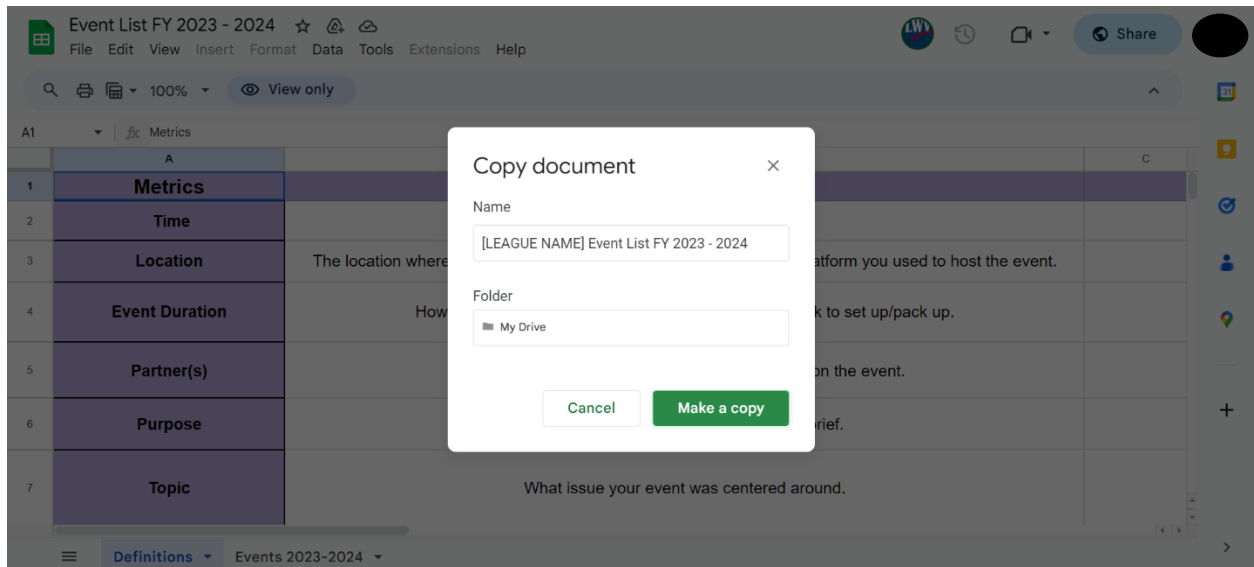 Event List FY 2023 - 2024
LWV
Share
File Edit View Insert Format Data Tools Extensions Help
100%
View only
31
A1
fx Metrics
A
C
Copy document
Name
[LEAGUE NAME] Event List FY 2023 - 2024
Folder
My Drive
Cancel
Make a copy
1 Metrics
2 Time
3 Location The location where atform you used to host the event.
4 Event Duration How k to set up/pack up.
5 Partner(s) on the event.
6 Purpose rief.
7 Topic What issue your event was centered around.
Definitions
Events 2023-2024